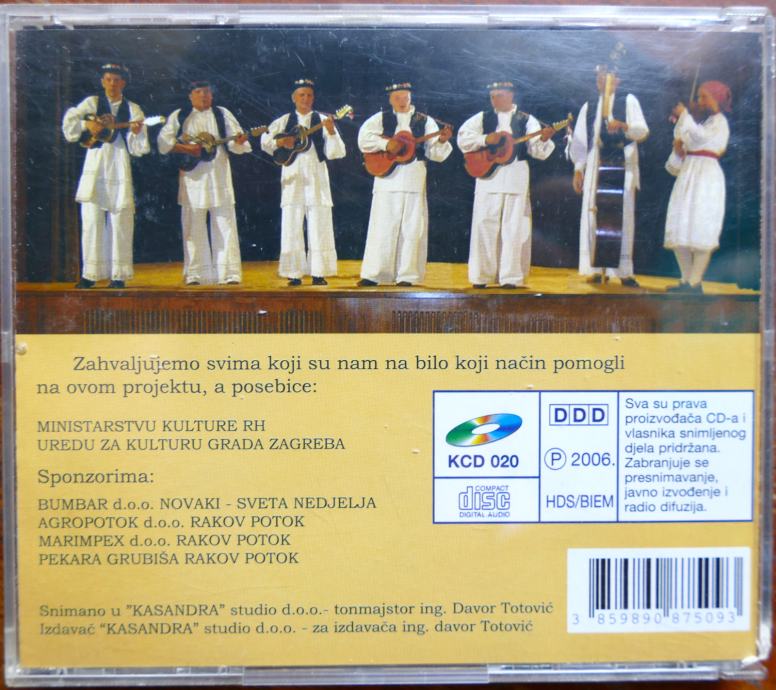 Zahvaljujemo svima koji su nam na bilo koji način pomogli
na ovom projektu, a posebice:
MINISTARSTVU KULTURE RH
UREDU ZA KULTURU GRADA ZAGREBA
Sponzorima:
BUMBAR d.o.o. NOVAKI - SVETA NEDJELJA
AGROPOTOK d.o.o. RAKOV POTOK
MARIMPEX d.o.o. RAKOV POTOK
PEKARA GRUBIŠA RAKOV POTOK
Snimano u "KASANDRA" studio d.o.o.- tonmajstor ing. Davor Totović
Izdavač "KASANDRA" studio d.o.o. - za izdavača ing. davor Totović
KCD 020
COMPACT
disc
DIGITAL AUDIO
DDD
Ⓟ 2006.
HDS/BIEM
Sva su prava
proizvođača CD-a i
vlasnika snimljenog
djela pridržana.
Zabranjuje se
presnimavanje,
javno izvođenje i
radio difuzija.
3 859890 875093